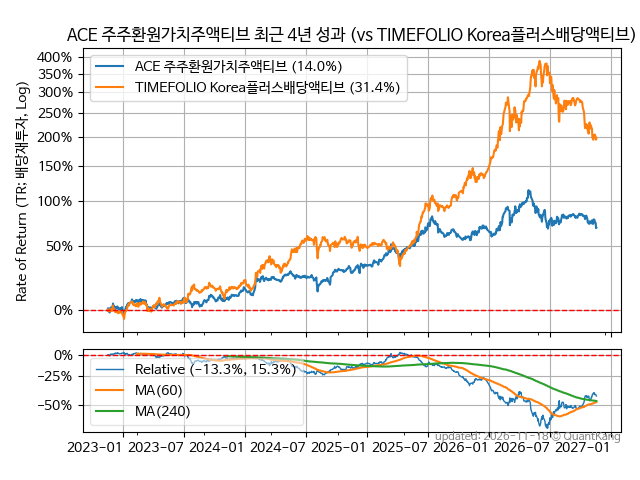 ACE 주주환원가치주액티브 최근 4년 성과 (vs TIMEFOLIO Korea플러스배당액티브)
Rate of Return (TR: 배당재투자, Log)
400%
350%
300%
250%
200%
150%
100%
50%
0%
ACE 주주환원가치주액티브 (14.0%)
TIMEFOLIO Korea플러스배당액티브 (31.4%)
0%
-25%
-50%
Relative (-13.3%, 15.3%)
MA(60)
MA(240)
updated: 2026-11-18 © QuantKang
2023-01 2023-07 2024-01 2024-07 2025-01 2025-07 2026-01 2026-07 2027-01